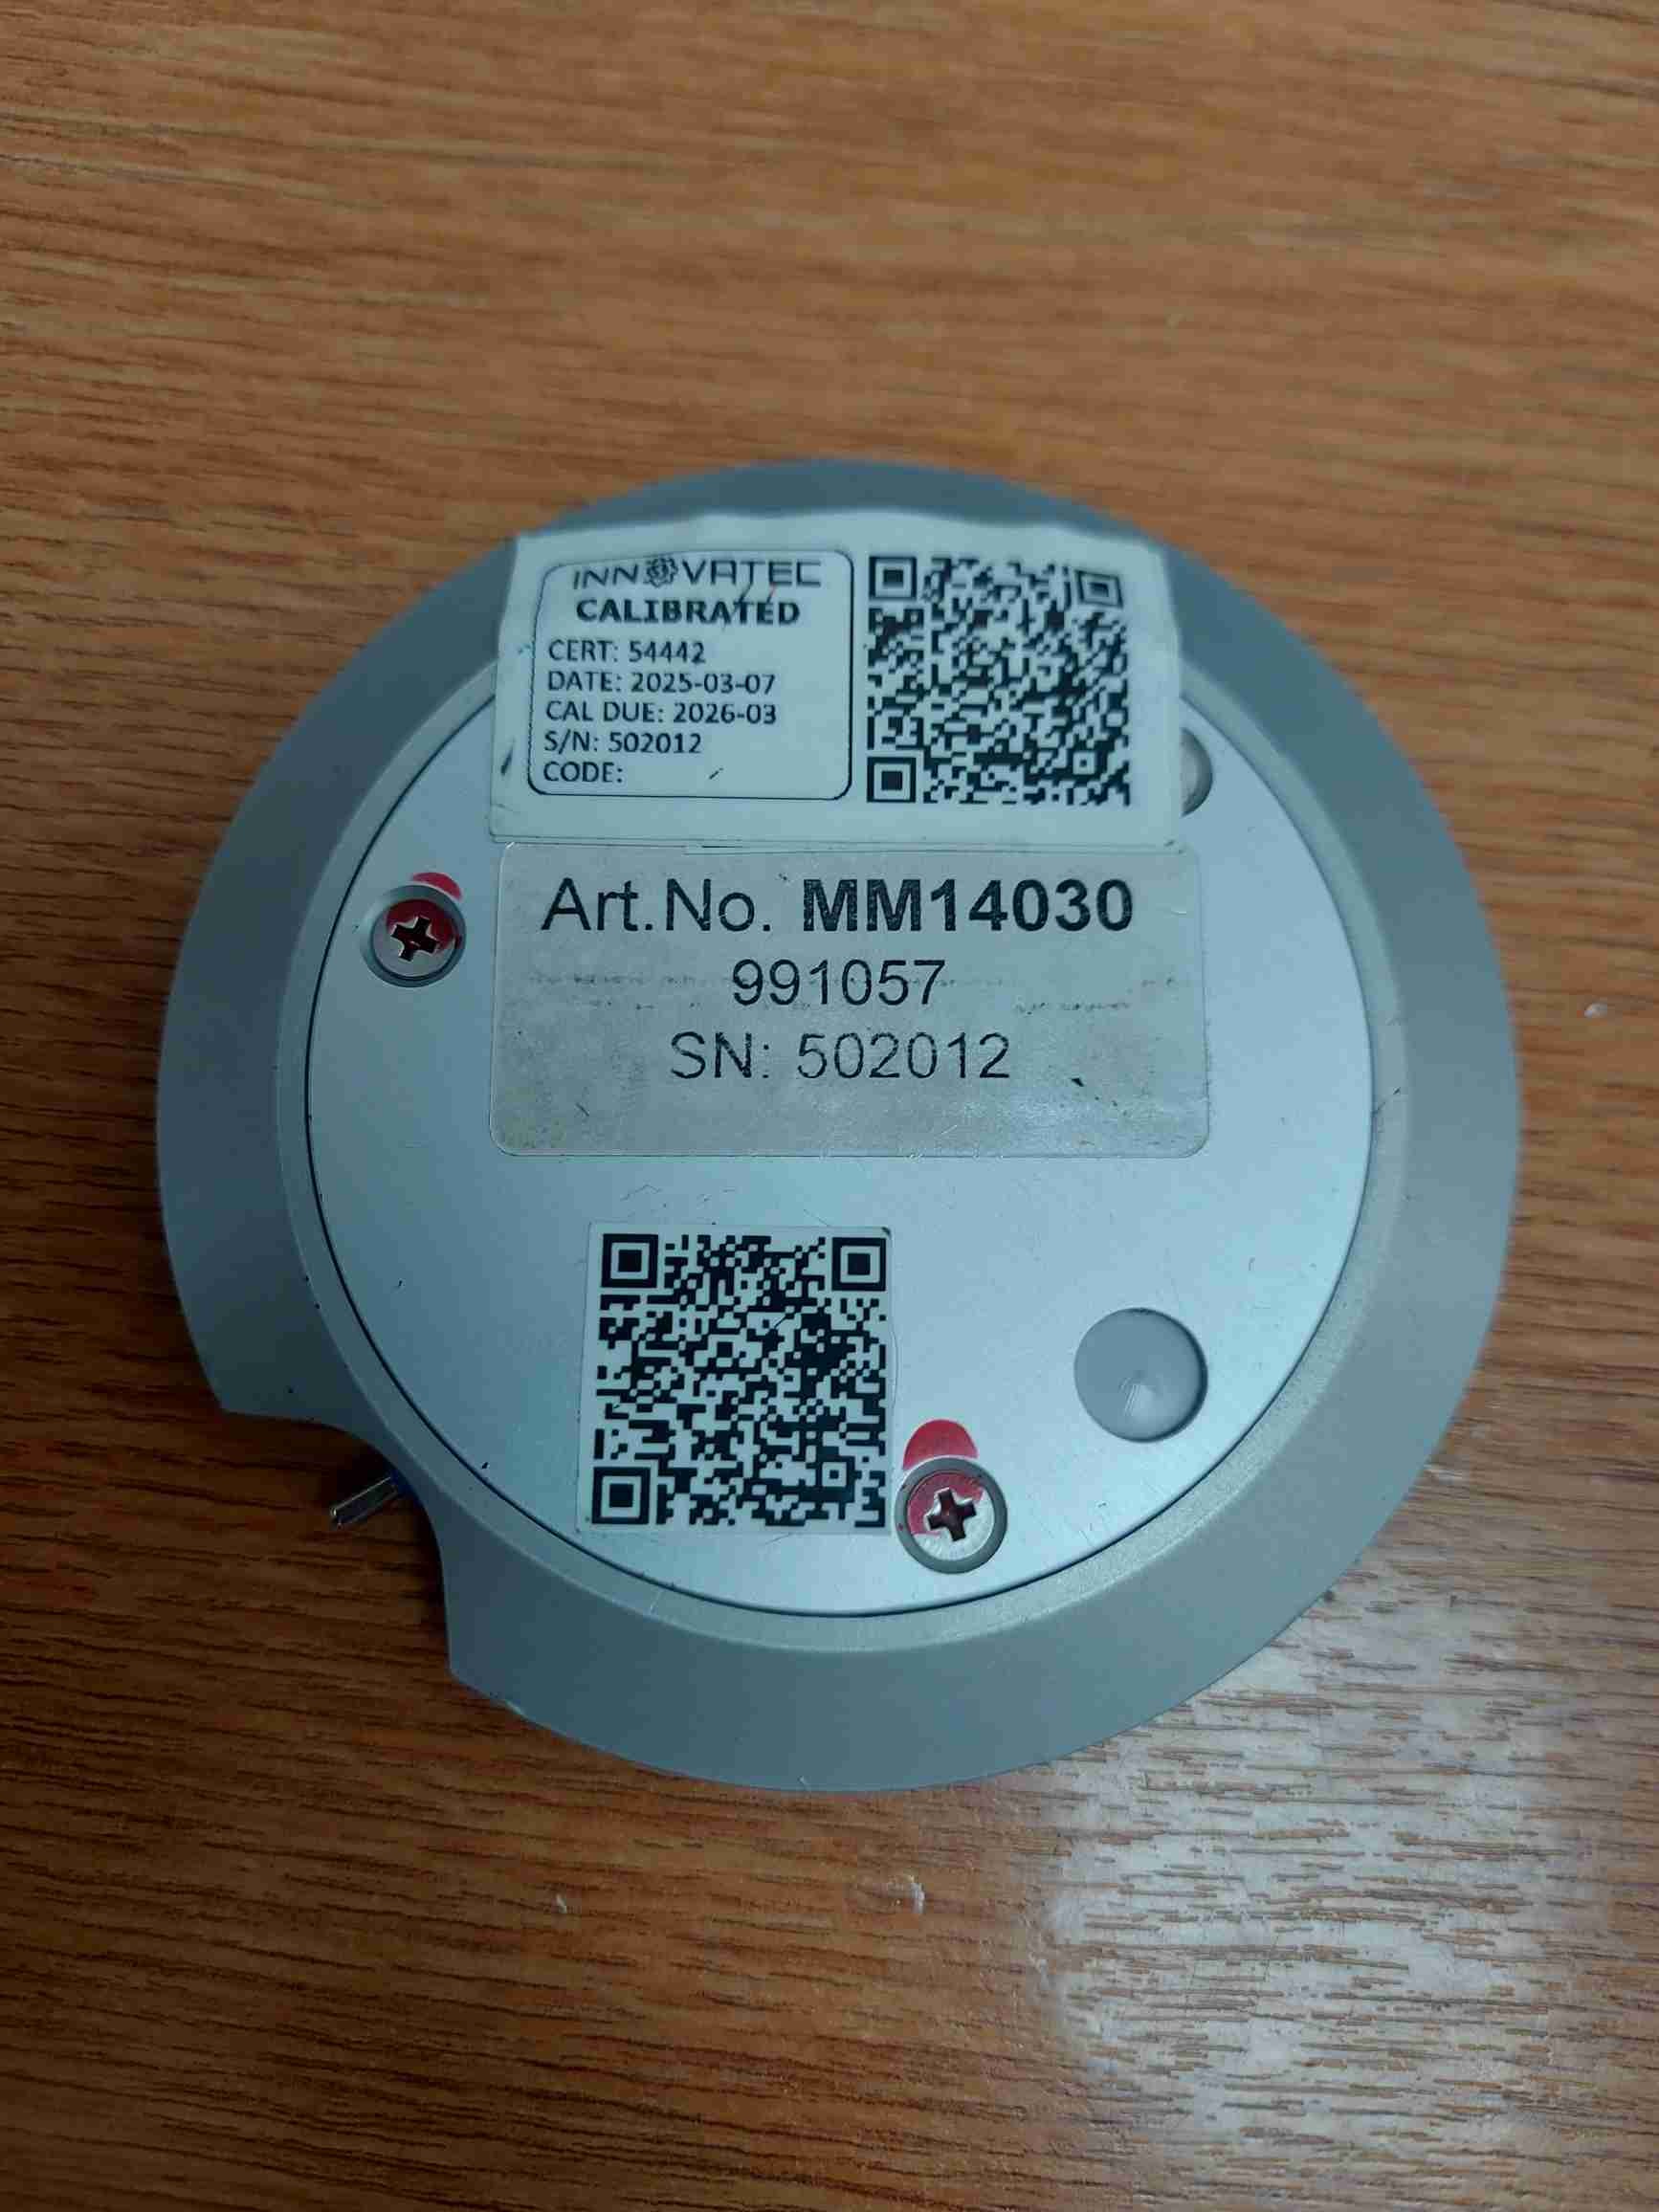 INNOVATEC
CALIBRATED
CERT: 54442
DATE: 2025-03-07
CAL DUE: 2026-03
S/N: 502012
CODE:
Art.No. MM14030
991057
SN: 502012